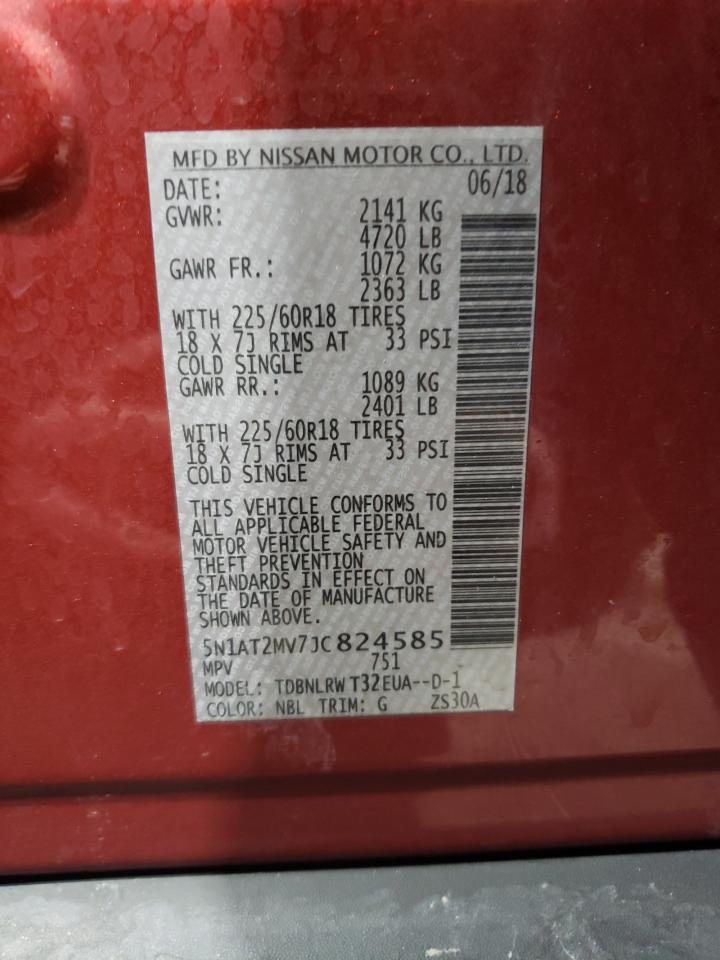 MFD BY NISSAN MOTOR CO., LTD.
DATE: 06/18
GVWR: 2141 KG
4720 LB
GAWR FR.: 1072 KG
2363 LB
WITH 225/60R18 TIRES
18 X 7J RIMS AT 33 PSI
COLD SINGLE
GAWR RR.: 1089 KG
2401 LB
WITH 225/60R18 TIRES
18 X 7J RIMS AT 33 PSI
COLD SINGLE
THIS VEHICLE CONFORMS TO
ALL APPLICABLE FEDERAL
MOTOR VEHICLE SAFETY AND
THEFT PREVENTION
STANDARDS IN EFFECT ON
THE DATE OF MANUFACTURE
SHOWN ABOVE.
5N1AT2MV7JC824585
MPV 751
MODEL: TDBNLRW T32EUA--D-1
COLOR: NBL TRIM: G ZS30A